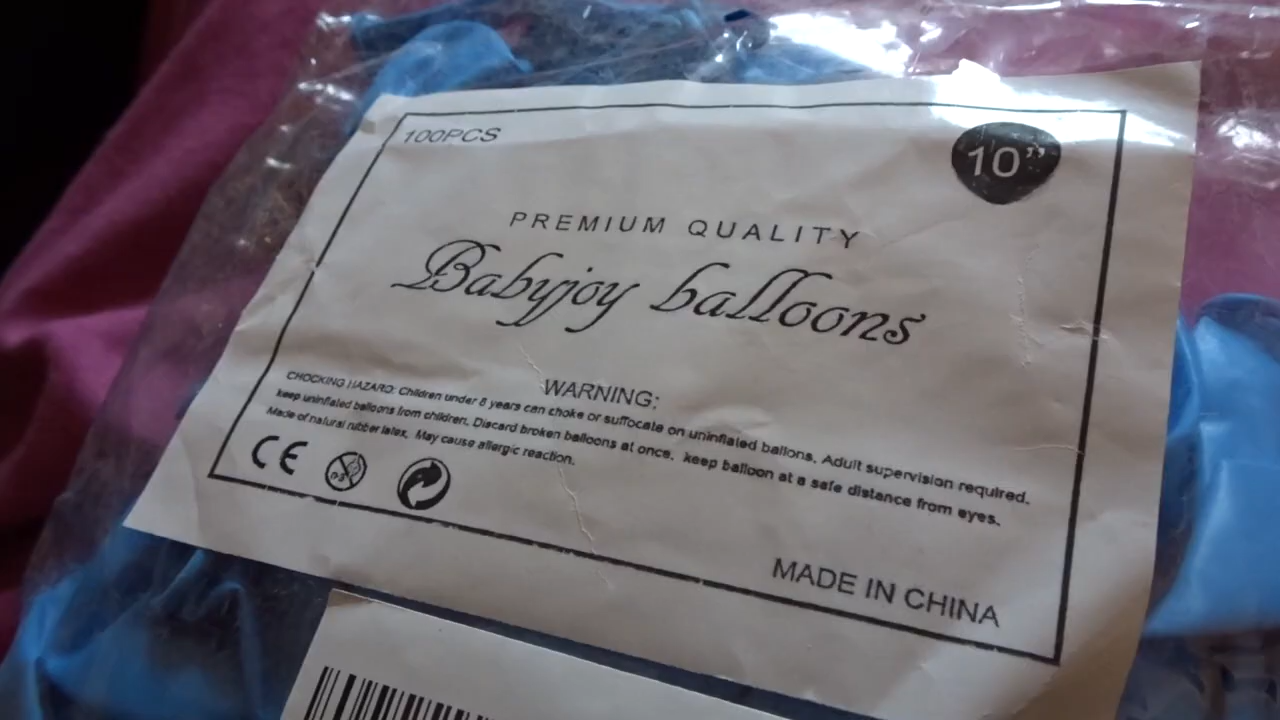 100PCS
10”
PREMIUM QUALITY
Babyjoy balloons
WARNING:
CHOCKING HAZARD: Children under 8 years can choke or suffocate on uninflated ballons. Adult supervision required.
keep uninflated balloons from children. Discard broken balloons at once. keep balloon at a safe distance from eyes.
Made of natural rubber latex. May cause allergic reaction.
CE
MADE IN CHINA